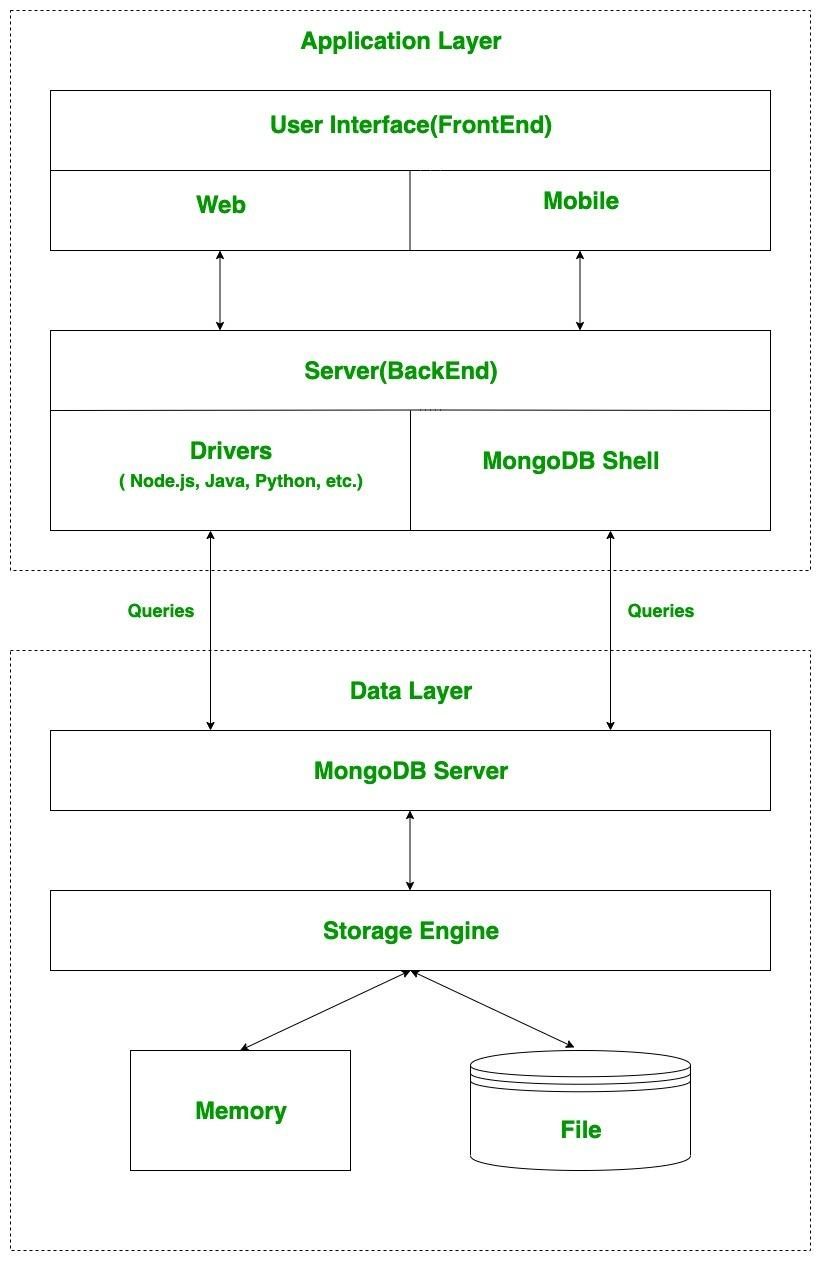 Application Layer
User Interface(FrontEnd)
Web
Mobile
Server(BackEnd)
Drivers
( Node.js, Java, Python, etc.)
MongoDB Shell
Queries
Queries
Data Layer
MongoDB Server
Storage Engine
Memory
File